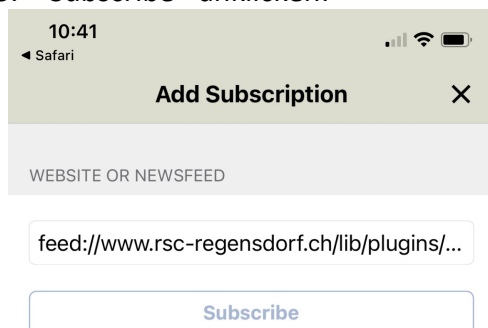 10:41
◀ Safari
Add Subscription
WEBSITE OR NEWSFEED
feed://www.rsc-regensdorf.ch/lib/plugins/...
Subscribe